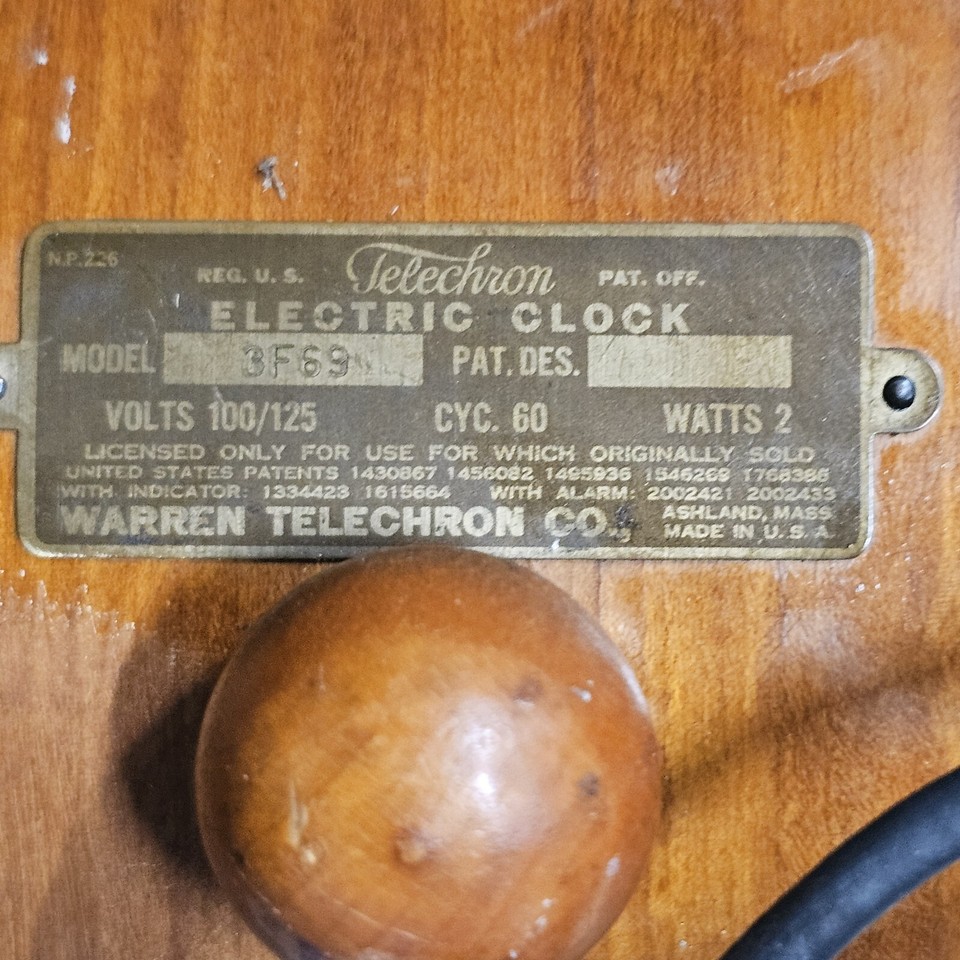 N.P.226
REG. U. S. Telechron PAT. OFF.
ELECTRIC CLOCK
MODEL 3F69 PAT. DES.
VOLTS 100/125 CYC. 60 WATTS 2
LICENSED ONLY FOR USE FOR WHICH ORIGINALLY SOLD
UNITED STATES PATENTS 1430867 1456082 1495936 1546269 1768386
WITH INDICATOR: 1334423 1615664 WITH ALARM: 2002421 2002433
WARREN TELECHRON CO., ASHLAND, MASS.
MADE IN U.S.A.